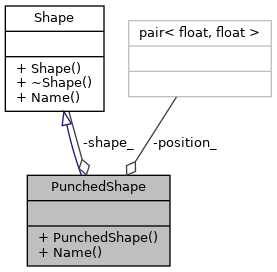 Shape
+ Shape()
+ ~Shape()
+ Name()
pair< float, float >
-shape_
-position_
PunchedShape
+ PunchedShape()
+ Name()